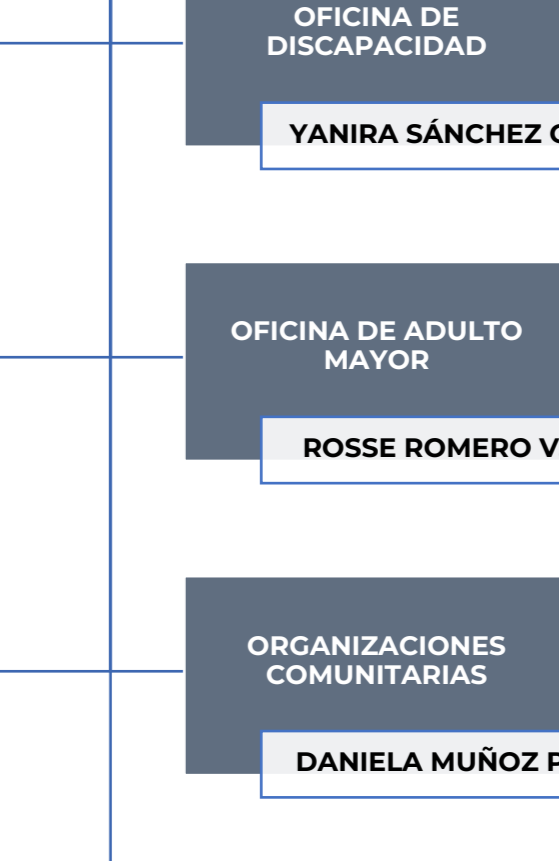 OFICINA DE
DISCAPACIDAD
YANIRA SÁNCHEZ
OFICINA DE ADULTO
MAYOR
ROSSE ROMERO V
ORGANIZACIONES
COMUNITARIAS
DANIELA MUÑOZ P